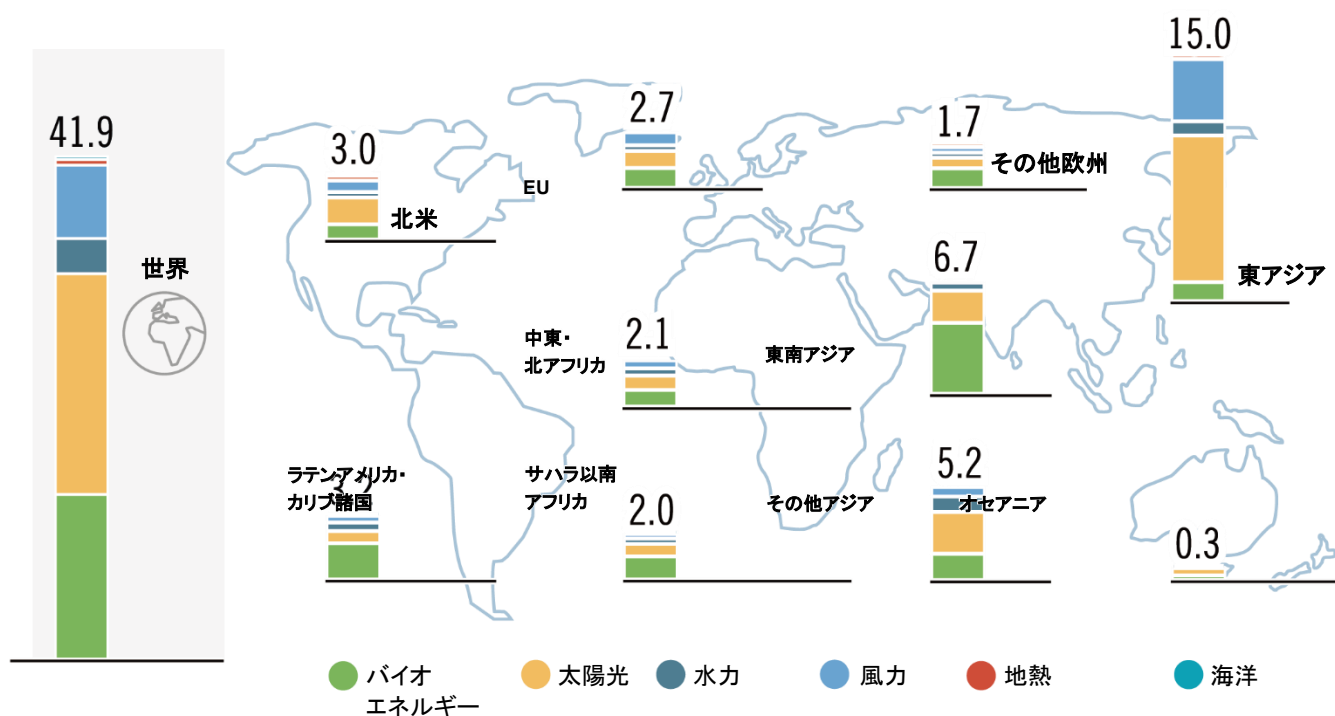 15.0
2.7
41.9
1.7
3.0
その他欧州
EU
北米
6.7
世界
東アジア
2.1
中東・
北アフリカ
東南アジア
ラテンアメリカ・
カリブ諸国
サハラ以南
アフリカ
2.0
その他アジア
5.2
オセアニア
0.3
バイオ
エネルギー
太陽光
水力
風力
地熱
海洋